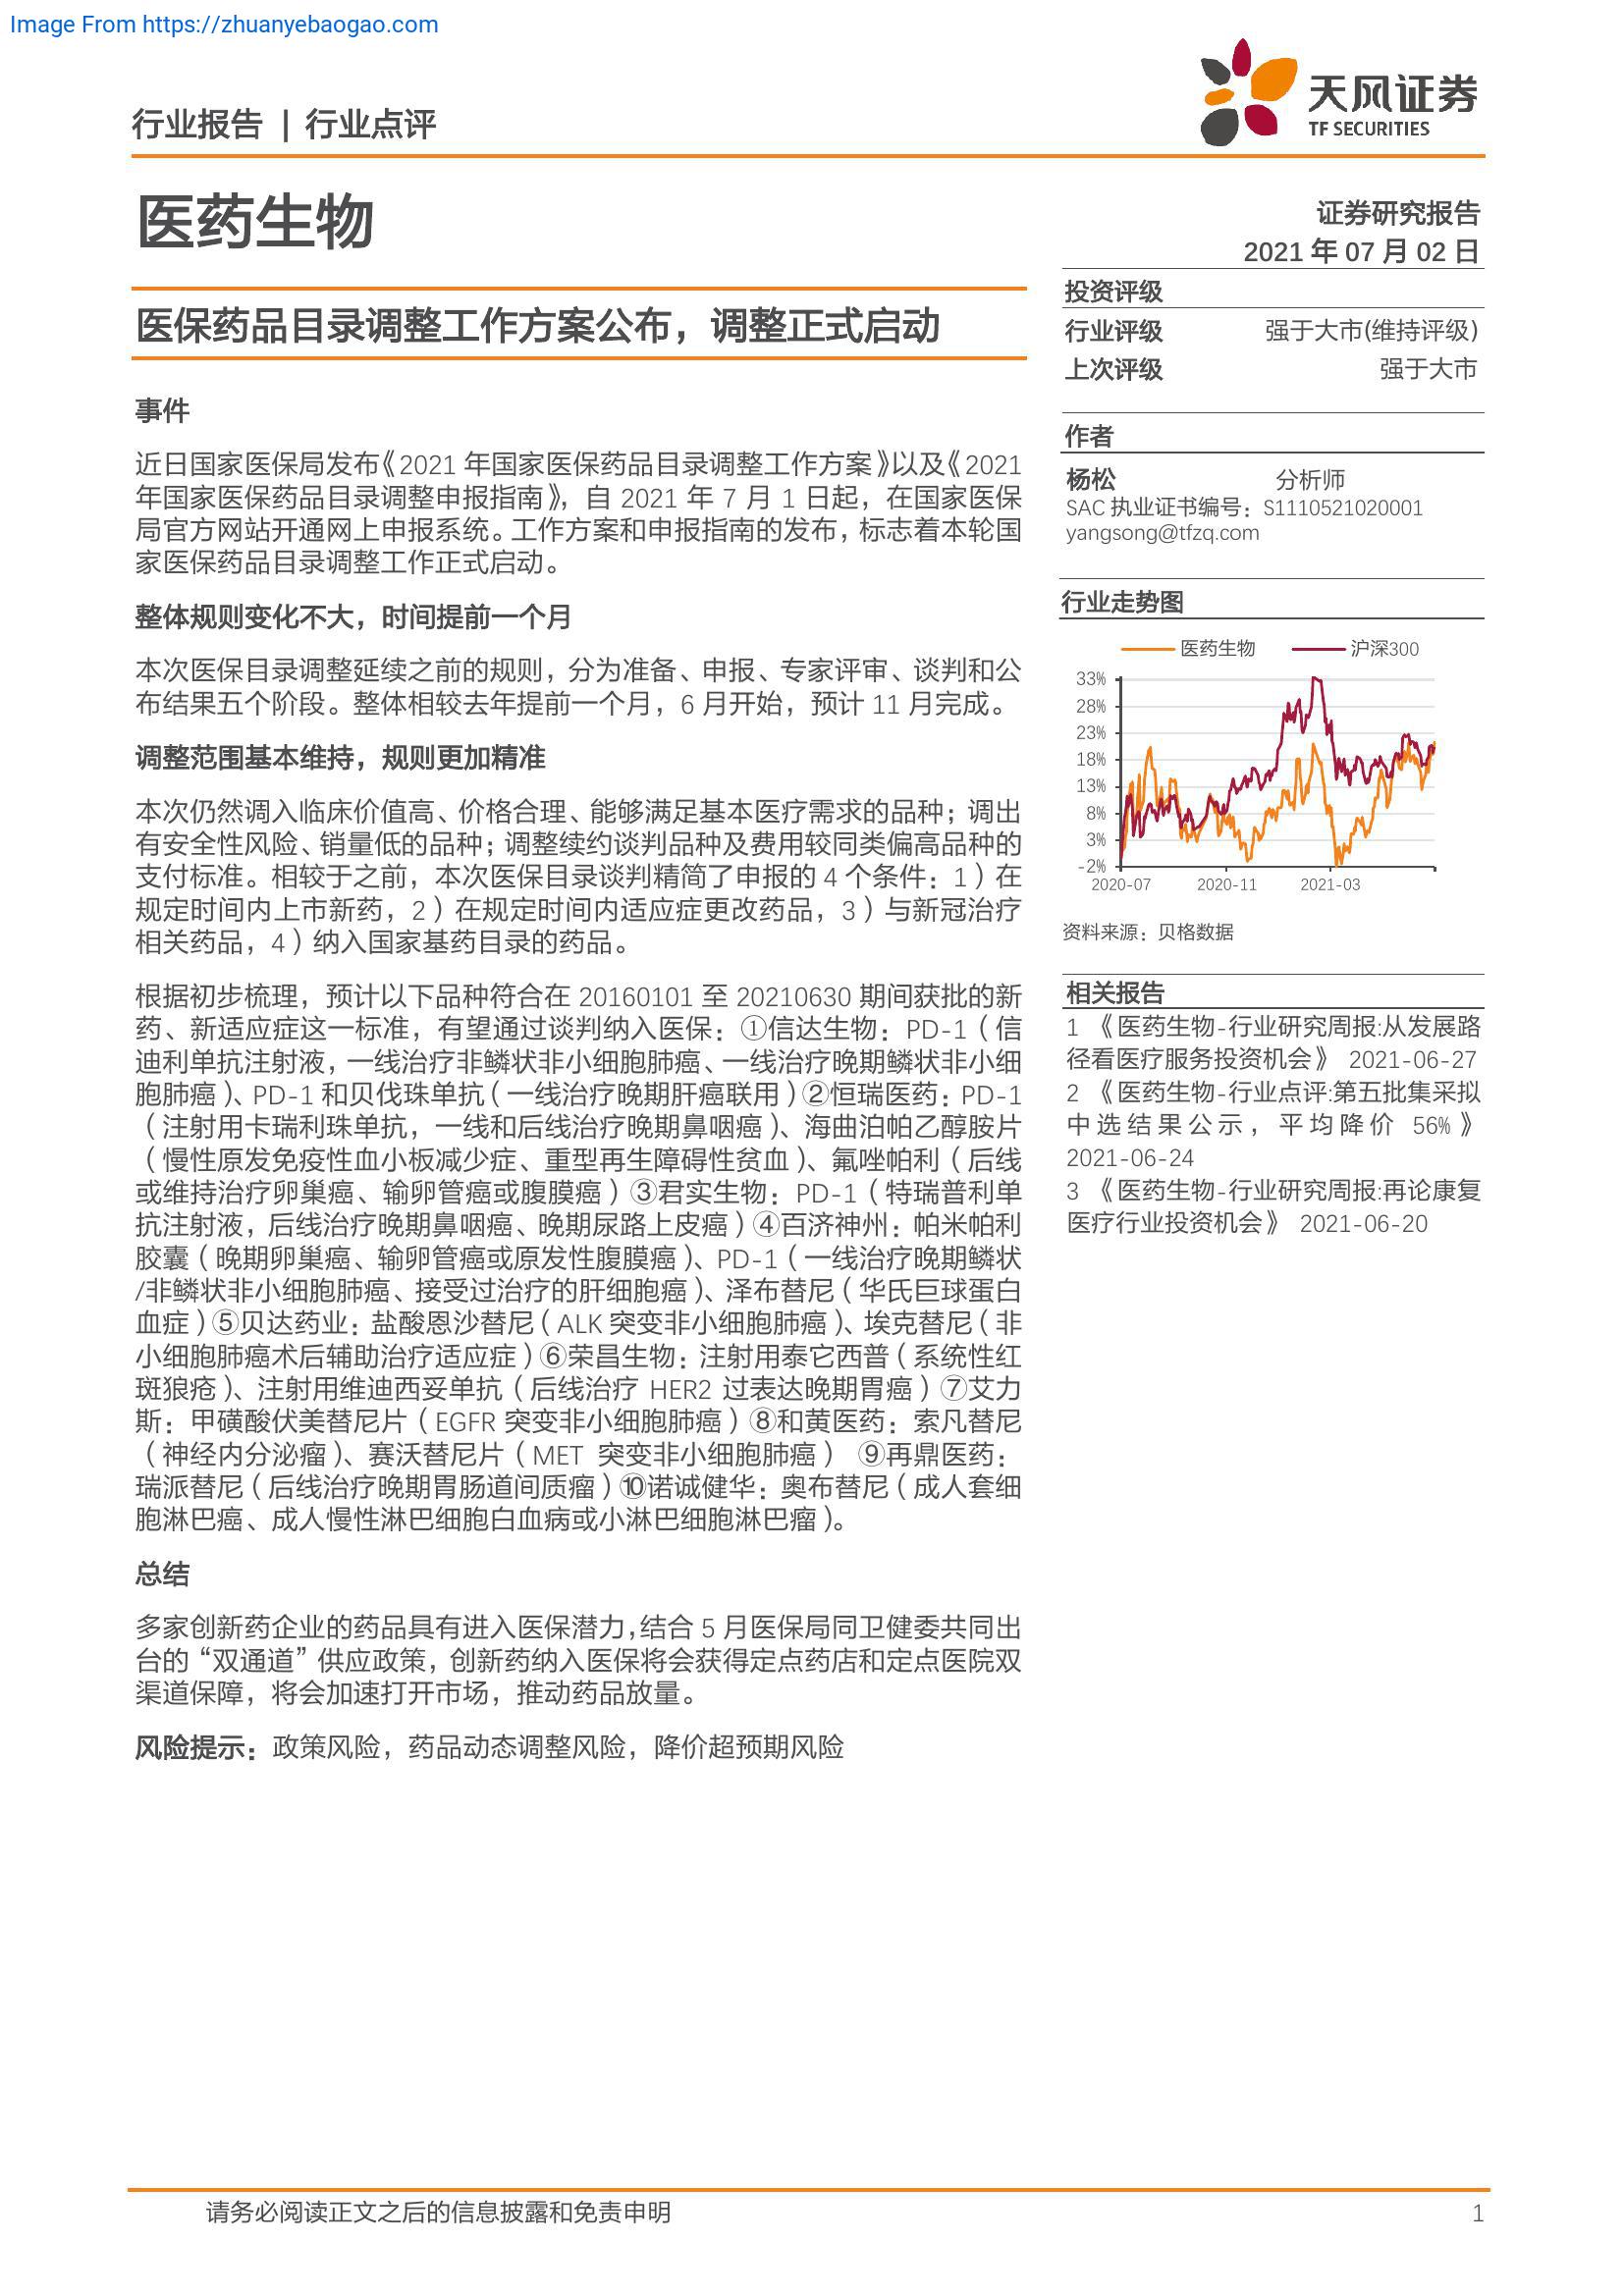 Image From https://zhuanyebaogao.com
行业报告 | 行业点评
天风证券
TF SECURITIES
医药生物
证券研究报告
2021 年 07 月 02 日
医保药品目录调整工作方案公布，调整正式启动
事件
近日国家医保局发布《2021 年国家医保药品目录调整工作方案》以及《2021
年国家医保药品目录调整申报指南》，自 2021 年 7 月 1 日起，在国家医保
局官方网站开通网上申报系统。工作方案和申报指南的发布，标志着本轮国
家医保药品目录调整工作正式启动。
整体规则变化不大，时间提前一个月
本次医保目录调整延续之前的规则，分为准备、申报、专家评审、谈判和公
布结果五个阶段。整体相较去年提前一个月，6 月开始，预计 11 月完成。
调整范围基本维持，规则更加精准
本次仍然调入临床价值高、价格合理、能够满足基本医疗需求的品种；调出
有安全性风险、销量低的品种；调整续约谈判品种及费用较同类偏高品种的
支付标准。相较于之前，本次医保目录谈判精简了申报的 4 个条件：1）在
规定时间内上市新药，2）在规定时间内适应症更改药品，3）与新冠治疗
相关药品，4）纳入国家基药目录的药品。
根据初步梳理，预计以下品种符合在 20160101 至 20210630 期间获批的新
药、新适应症这一标准，有望通过谈判纳入医保：①信达生物：PD-1（信
迪利单抗注射液，一线治疗非鳞状非小细胞肺癌、一线治疗晚期鳞状非小细
胞肺癌）、PD-1 和贝伐珠单抗（一线治疗晚期肝癌联用）②恒瑞医药：PD-1
（注射用卡瑞利珠单抗，一线和后线治疗晚期鼻咽癌）、海曲泊帕乙醇胺片
（慢性原发免疫性血小板减少症、重型再生障碍性贫血）、氟唑帕利（后线
或维持治疗卵巢癌、输卵管癌或腹膜癌）③君实生物：PD-1（特瑞普利单
抗注射液，后线治疗晚期鼻咽癌、晚期尿路上皮癌）④百济神州：帕米帕利
胶囊（晚期卵巢癌、输卵管癌或原发性腹膜癌）、PD-1（一线治疗晚期鳞状
/非鳞状非小细胞肺癌、接受过治疗的肝细胞癌）、泽布替尼（华氏巨球蛋白
血症）⑤贝达药业：盐酸恩沙替尼（ALK 突变非小细胞肺癌）、埃克替尼（非
小细胞肺癌术后辅助治疗适应症）⑥荣昌生物：注射用泰它西普（系统性红
斑狼疮）、注射用维迪西妥单抗（后线治疗 HER2 过表达晚期胃癌）⑦艾力
斯：甲磺酸伏美替尼片（EGFR 突变非小细胞肺癌）⑧和黄医药：索凡替尼
（神经内分泌瘤）、赛沃替尼片（MET 突变非小细胞肺癌） ⑨再鼎医药：
瑞派替尼（后线治疗晚期胃肠道间质瘤）⑩诺诚健华：奥布替尼（成人套细
胞淋巴癌、成人慢性淋巴细胞白血病或小淋巴细胞淋巴瘤）。
总结
多家创新药企业的药品具有进入医保潜力，结合 5 月医保局同卫健委共同出
台的“双通道”供应政策，创新药纳入医保将会获得定点药店和定点医院双
渠道保障，将会加速打开市场，推动药品放量。
风险提示：政策风险，药品动态调整风险，降价超预期风险
投资评级
行业评级 强于大市(维持评级)
上次评级 强于大市
作者
杨松 分析师
SAC 执业证书编号：S1110521020001
yangsong@tfzq.com
行业走势图
医药生物 沪深300
33%
28%
23%
18%
13%
8%
3%
-2%
2020-07 2020-11 2021-03
资料来源：贝格数据
相关报告
1 《医药生物-行业研究周报:从发展路
径看医疗服务投资机会》 2021-06-27
2 《医药生物-行业点评:第五批集采拟
中选结果公示，平均降价 56%》
2021-06-24
3 《医药生物-行业研究周报:再论康复
医疗行业投资机会》 2021-06-20
请务必阅读正文之后的信息披露和免责申明 1